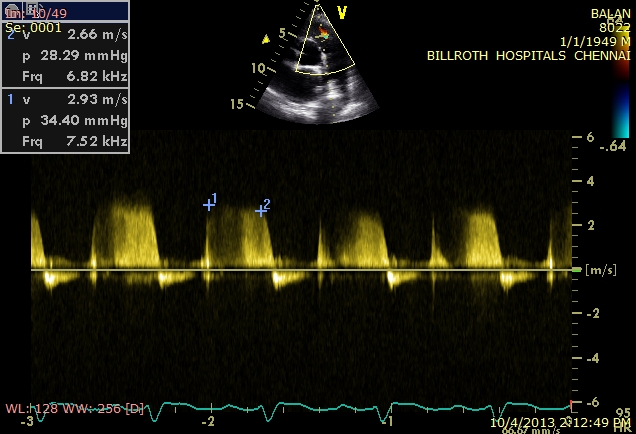 Im: 10/49
Se: 0001
2 v 2.66 m/s
p 28.29 mmHg
Frq 6.82 kHz
1 v 2.93 m/s
p 34.40 mmHg
Frq 7.52 kHz
V
BALAN
8022
1/1/1949 M
BILLROTH HOSPITALS CHENNAI
5
10
15
-.64
6
4
2
[m/s]
-2
-4
-6
1
2
WL: 128 WW: 256 [D]
-3
-2
-1
95
HR
10/4/2013 2:12:49 PM
66.67 mm/s